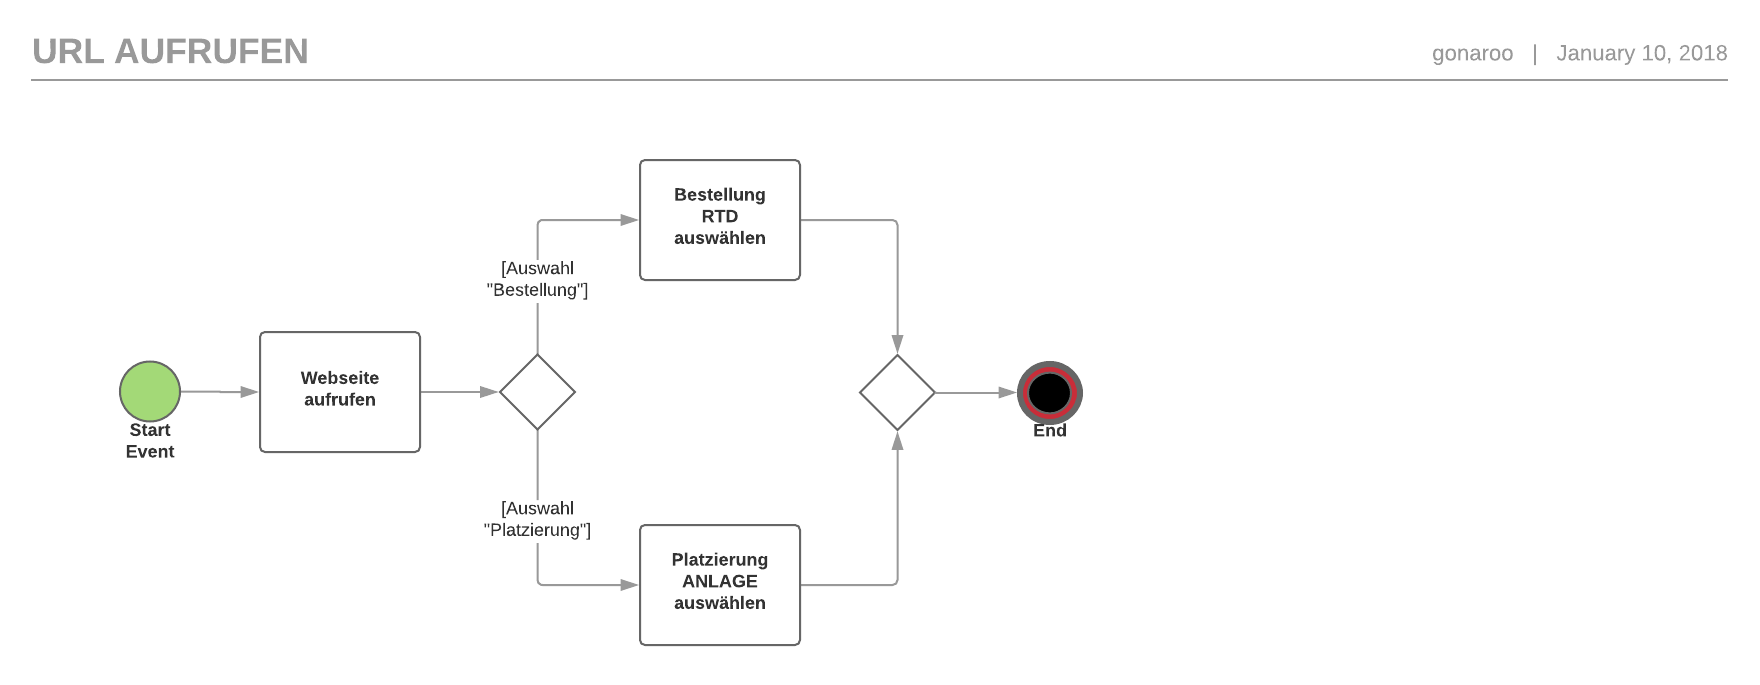 URL AUFRUFEN
gonaroo | January 10, 2018
Bestellung
RTD
auswählen
[Auswahl
"Bestellung"]
Webseite
aufrufen
Start
Event
End
[Auswahl
"Platzierung"]
Platzierung
ANLAGE
auswählen